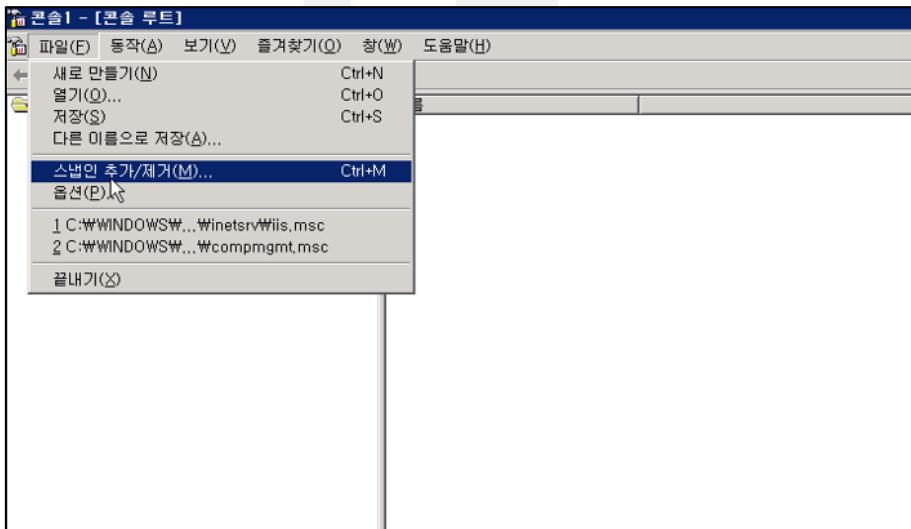 콘솔1 - [콘솔 루트]
파일(F) 동작(A) 보기(V) 즐겨찾기(O) 창(W) 도움말(H)
새로 만들기(N) Ctrl+N
열기(O)... Ctrl+O
저장(S) Ctrl+S
다른 이름으로 저장(A)...
스냅인 추가/제거(M)... Ctrl+M
옵션(P)...
1 C:₩WINDOWS₩...₩inetsrv₩iis.msc
2 C:₩WINDOWS₩...₩compmgmt.msc
끝내기(X)